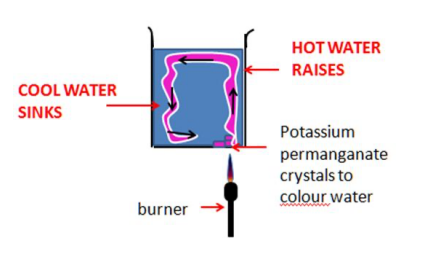 HOT WATER
RAISES
COOL WATER
SINKS
Potassium
permanganate
crystals to
colour water
burner